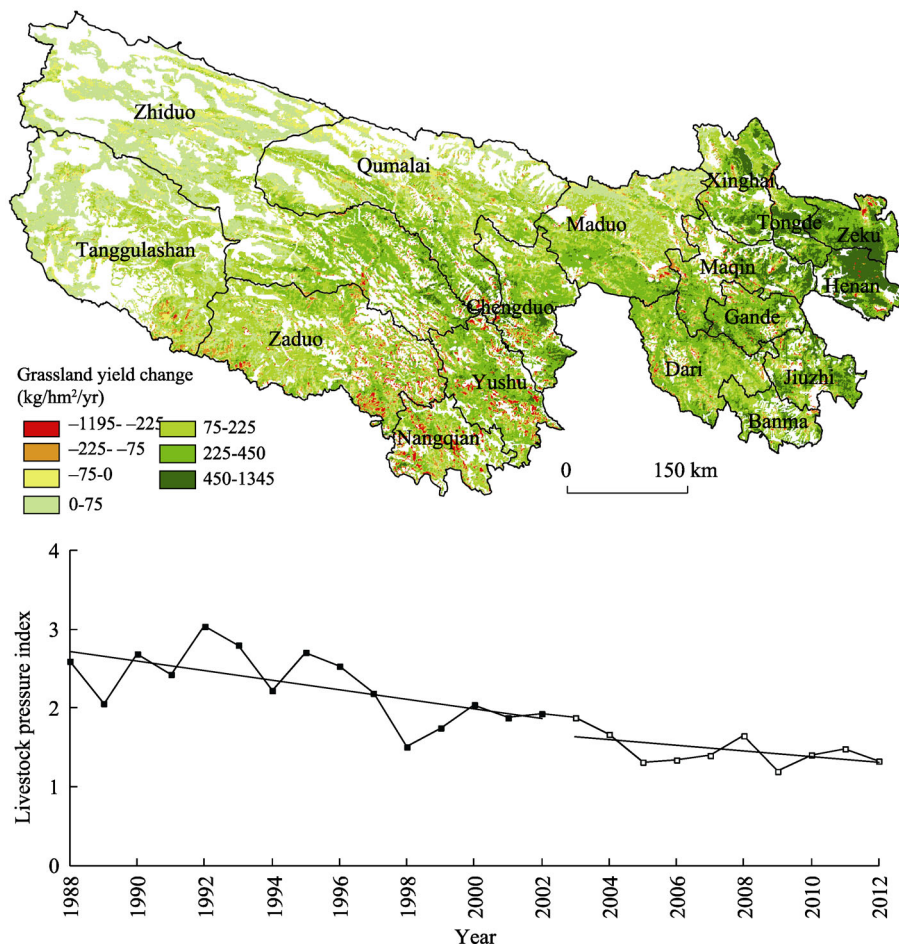 Zhiduo
Qumalai
Xinghai
Maduo
Tongde
Zeku
Tanggulashan
Maqin
Henan
Chengduo
Gande
Zaduo
Dari
Jiuzhi
Yushu
Banma
Nangqian
Grassland yield change
(kg/hm²/yr)
−1195- −225
−225- −75
−75-0
0-75
75-225
225-450
450-1345
0 150 km
Livestock pressure index
4
3
2
1
0
1988 1990 1992 1994 1996 1998 2000 2002 2004 2006 2008 2010 2012
Year